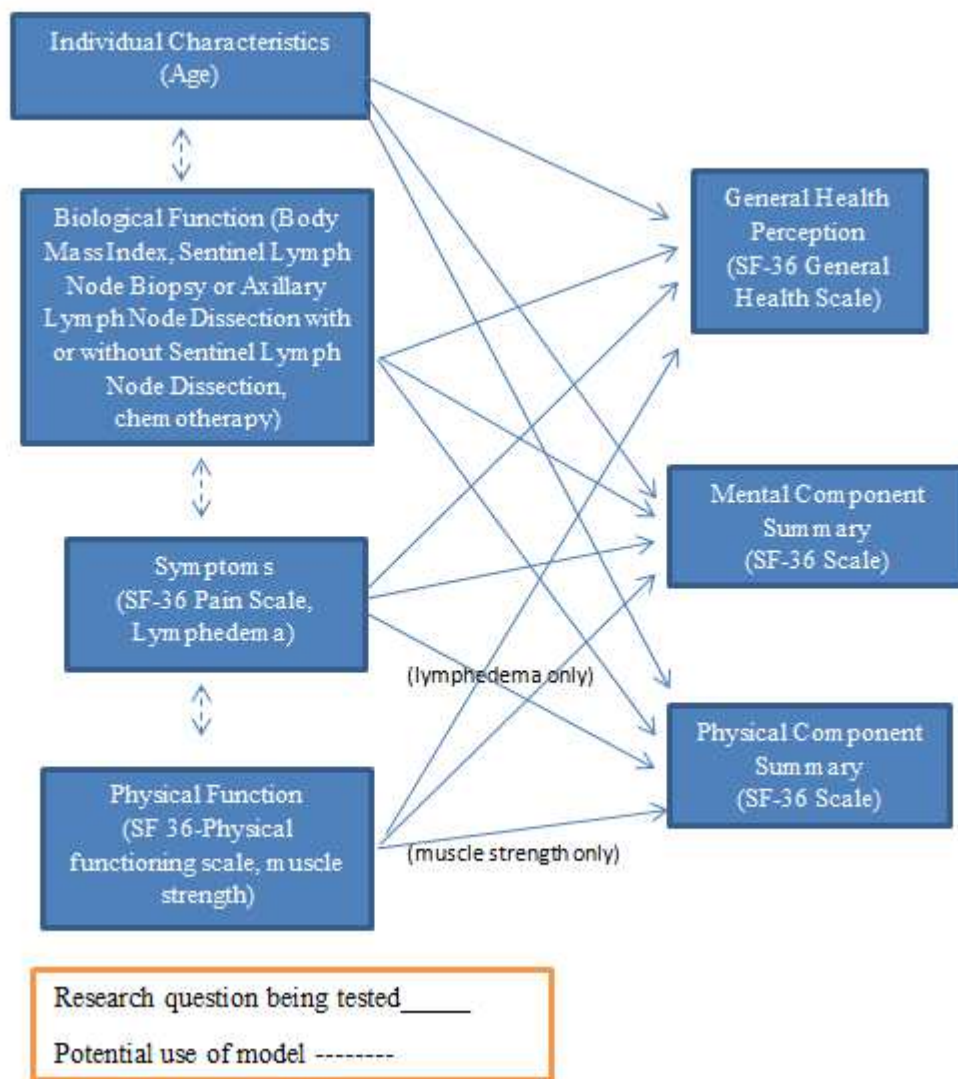 Individual Characteristics
(Age)
Biological Function (Body
Mass Index, Sentinel Lymph
Node Biopsy or Axillary
Lymph Node Dissection with
or without Sentinel Lymph
Node Dissection,
chemotherapy)
Symptoms
(SF-36 Pain Scale,
Lymphedema)
Physical Function
(SF 36-Physical
functioning scale, muscle
strength)
General Health
Perception
(SF-36 General
Health Scale)
Mental Component
Summary
(SF-36 Scale)
(lymphedema only)
Physical Component
Summary
(SF-36 Scale)
(muscle strength only)
Research question being tested_____
Potential use of model --------